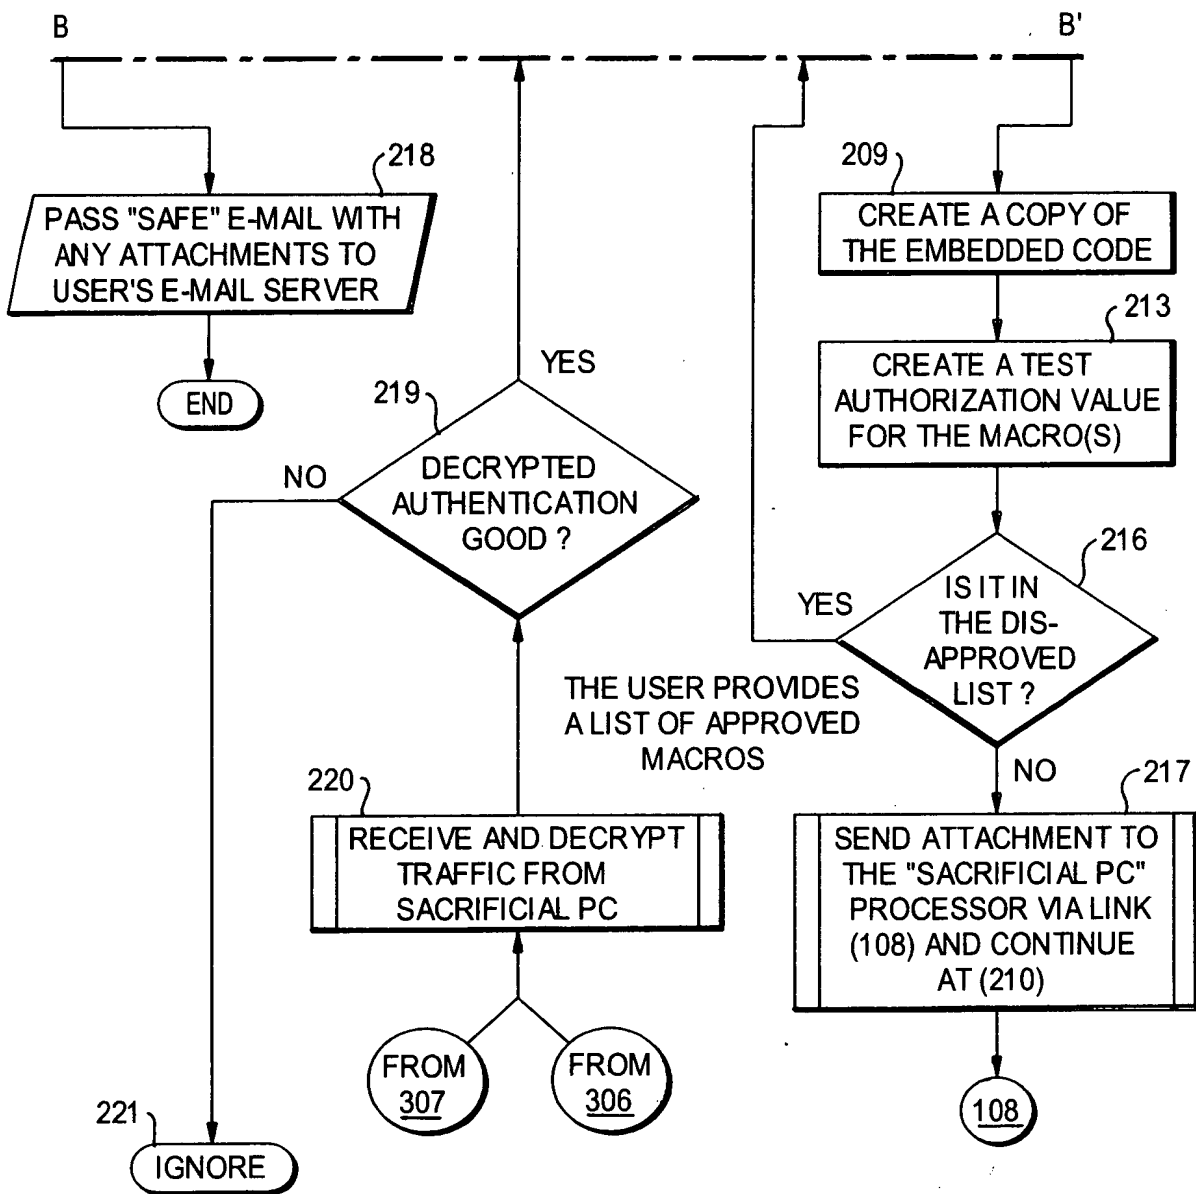 B
B'
218
PASS "SAFE" E-MAIL WITH
ANY ATTACHMENTS TO
USER'S E-MAIL SERVER
END
209
CREATE A COPY OF
THE EMBEDDED CODE
213
CREATE A TEST
AUTHORIZATION VALUE
FOR THE MACRO(S)
YES
219
NO
DECRYPTED
AUTHENTICATION
GOOD ?
216
YES
IS IT IN
THE DIS-
APPROVED
LIST ?
THE USER PROVIDES
A LIST OF APPROVED
MACROS
NO
220
RECEIVE AND DECRYPT
TRAFFIC FROM
SACRIFICIAL PC
217
SEND ATTACHMENT TO
THE "SACRIFICIAL PC"
PROCESSOR VIA LINK
(108) AND CONTINUE
AT (210)
FROM
307
FROM
306
108
221
IGNORE